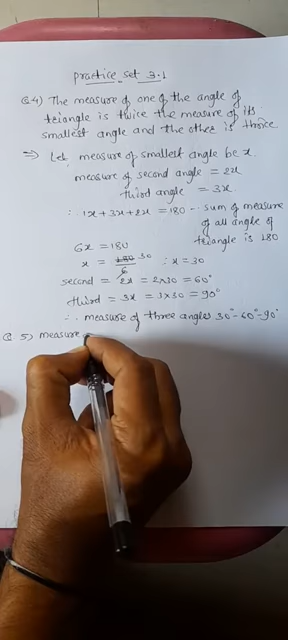 practice set 3.1
Q.4) The measure of one of the angle of
triangle is twice the measure of its
smallest angle and the other is thrice.
⇒ Let, measure of smallest angle be x.
measure of second angle = 2x
third angle = 3x.
∴ 1x + 3x + 2x = 180 -- sum of measure
of all angle of
triangle is 180
6x = 180
x = 180/6 30 ∴ x = 30
second = 2x = 2×30 = 60°
third = 3x = 3×30 = 90°
∴ measure of three angles 30° - 60° - 90°
Q 5) measure